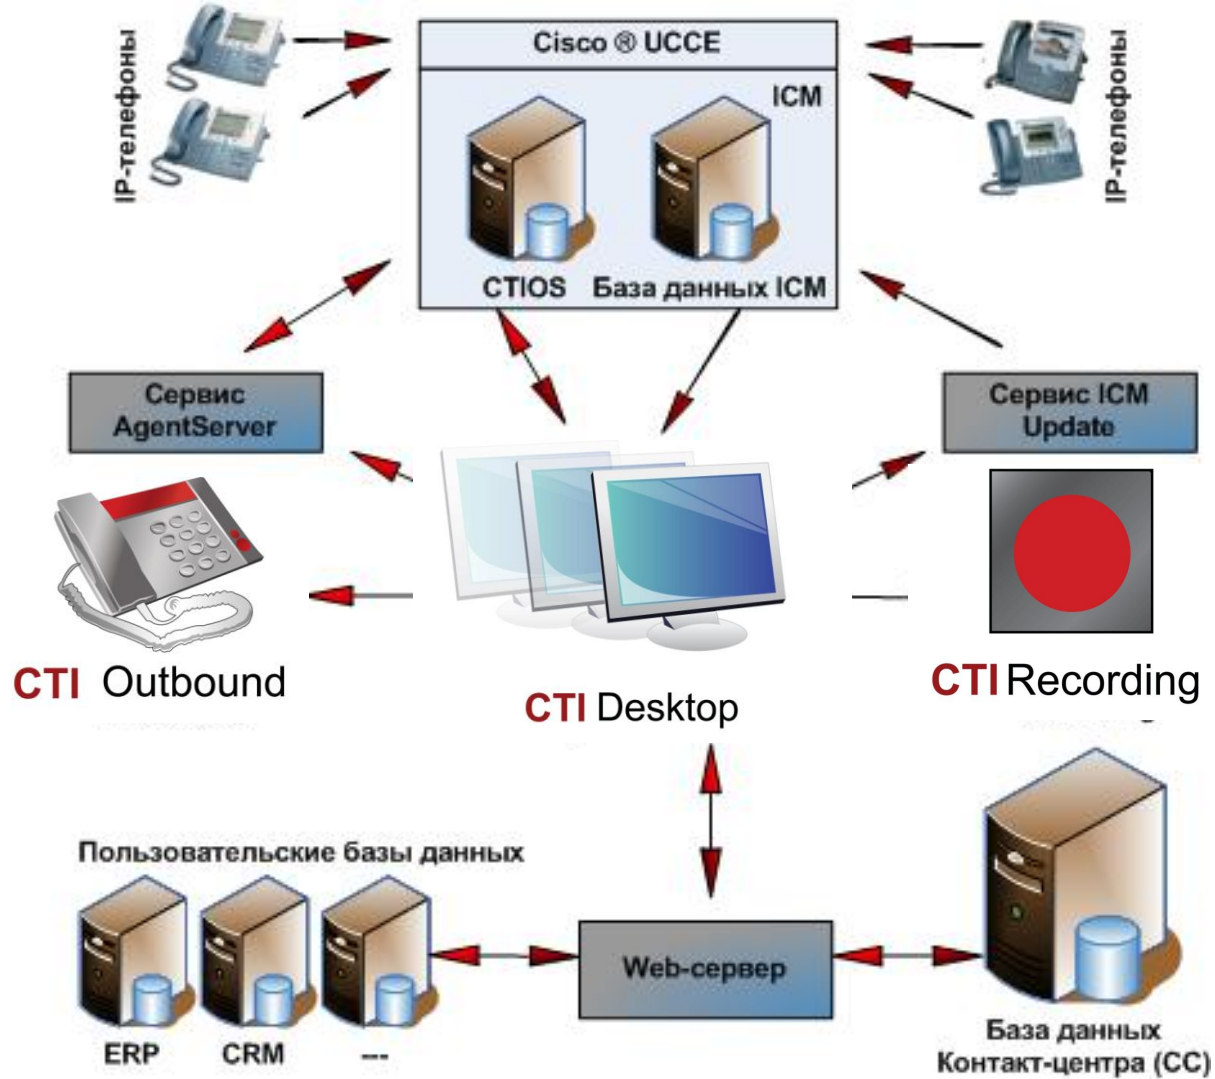 IP-телефоны
Cisco ® UCCE
IP-телефоны
ICM
CTIOS
База данных ICM
Сервис
AgentServer
Сервис ICM
Update
CTI Outbound
CTI Desktop
CTI Recording
Пользовательские базы данных
ERP
CRM
---
Web-сервер
База данных
Контакт-центра (CC)